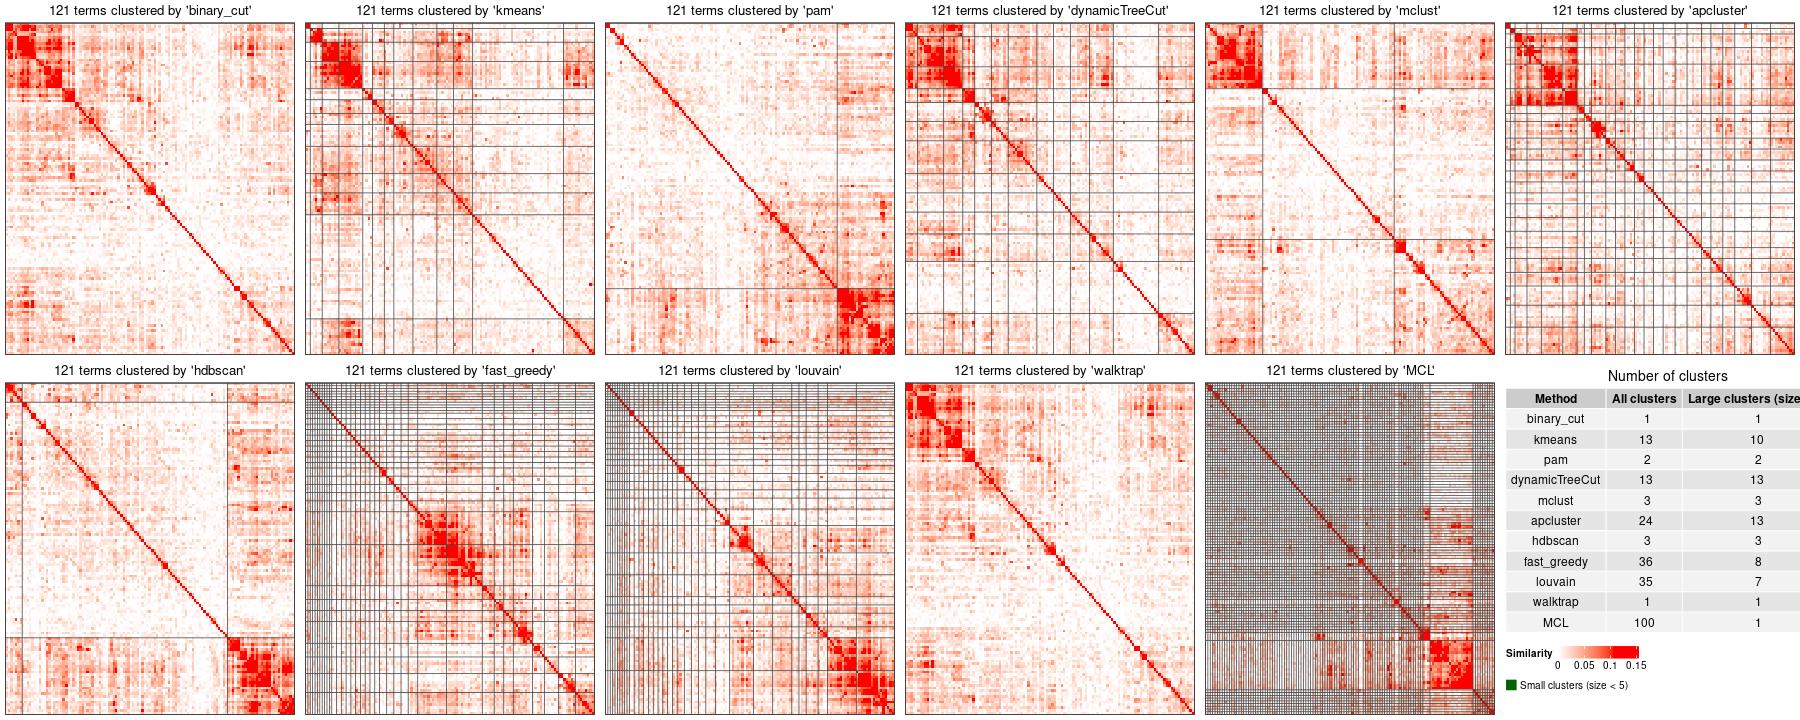 121 terms clustered by 'binary_cut'
121 terms clustered by 'kmeans'
121 terms clustered by 'pam'
121 terms clustered by 'dynamicTreeCut'
121 terms clustered by 'mclust'
121 terms clustered by 'apcluster'
121 terms clustered by 'hdbscan'
121 terms clustered by 'fast_greedy'
121 terms clustered by 'louvain'
121 terms clustered by 'walktrap'
121 terms clustered by 'MCL'
Number of clusters
Method All clusters Large clusters (size
binary_cut 1 1
kmeans 13 10
pam 2 2
dynamicTreeCut 13 13
mclust 3 3
apcluster 24 13
hdbscan 3 3
fast_greedy 36 8
louvain 35 7
walktrap 1 1
MCL 100 1
Similarity
0 0.05 0.1 0.15
Small clusters (size < 5)